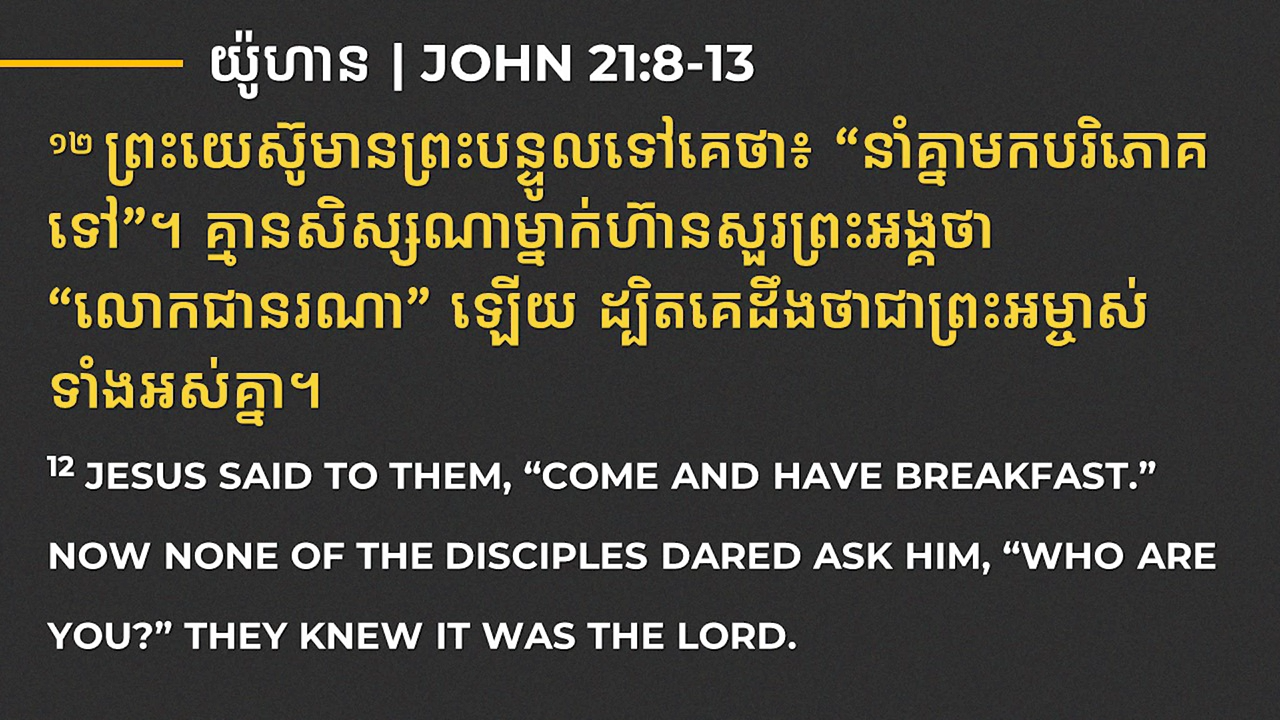 យ៉ូហាន | JOHN 21:8-13
១២ ព្រះយេស៊ូមានព្រះបន្ទូលទៅគេថា៖ “នាំគ្នាមកបរិភោគ
ទៅ”។ គ្មានសិស្សណាម្នាក់ហ៊ានសួរព្រះអង្គថា
“លោកជានរណា” ឡើយ ដ្បិតគេដឹងថាជាព្រះអម្ចាស់
ទាំងអស់គ្នា។
12 JESUS SAID TO THEM, “COME AND HAVE BREAKFAST.”
NOW NONE OF THE DISCIPLES DARED ASK HIM, “WHO ARE
YOU?” THEY KNEW IT WAS THE LORD.